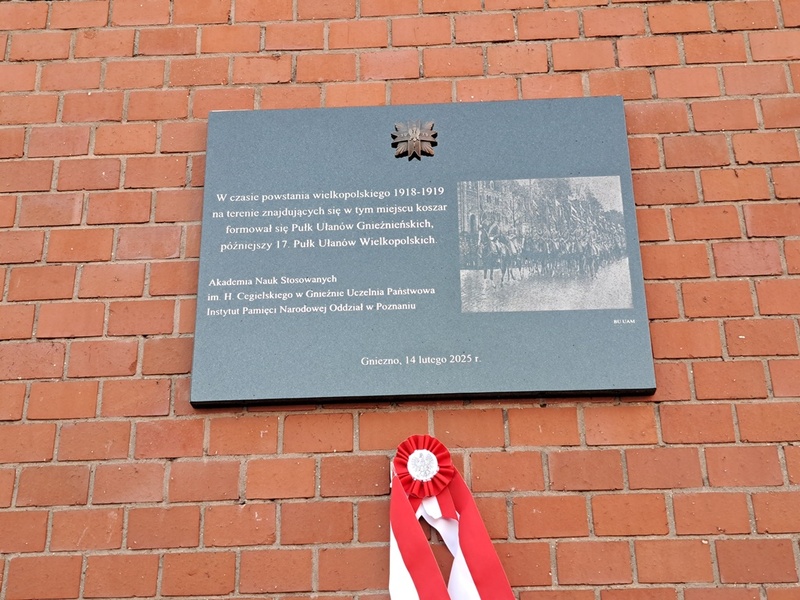 W czasie powstania wielkopolskiego 1918-1919
na terenie znajdujących się w tym miejscu koszar
formował się Pułk Ułanów Gnieźnieńskich,
późniejszy 17. Pułk Ułanów Wielkopolskich.
Akademia Nauk Stosowanych
im. H. Cegielskiego w Gnieźnie Uczelnia Państwowa
Instytut Pamięci Narodowej Oddział w Poznaniu
BU UAM
Gniezno, 14 lutego 2025 r.